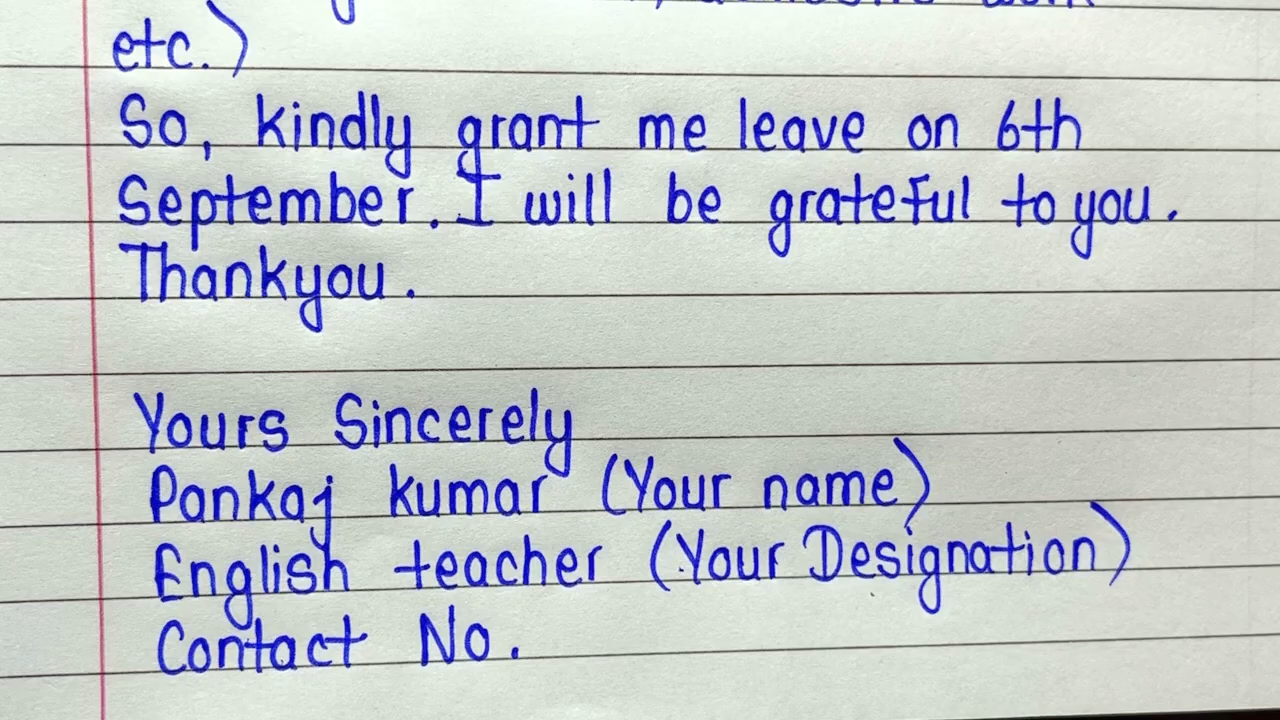 etc.)
So, kindly grant me leave on 6th
September. I will be grateful to you.
Thankyou.
Yours Sincerely
Pankaj kumar (Your name)
English teacher (Your Designation)
Contact No.